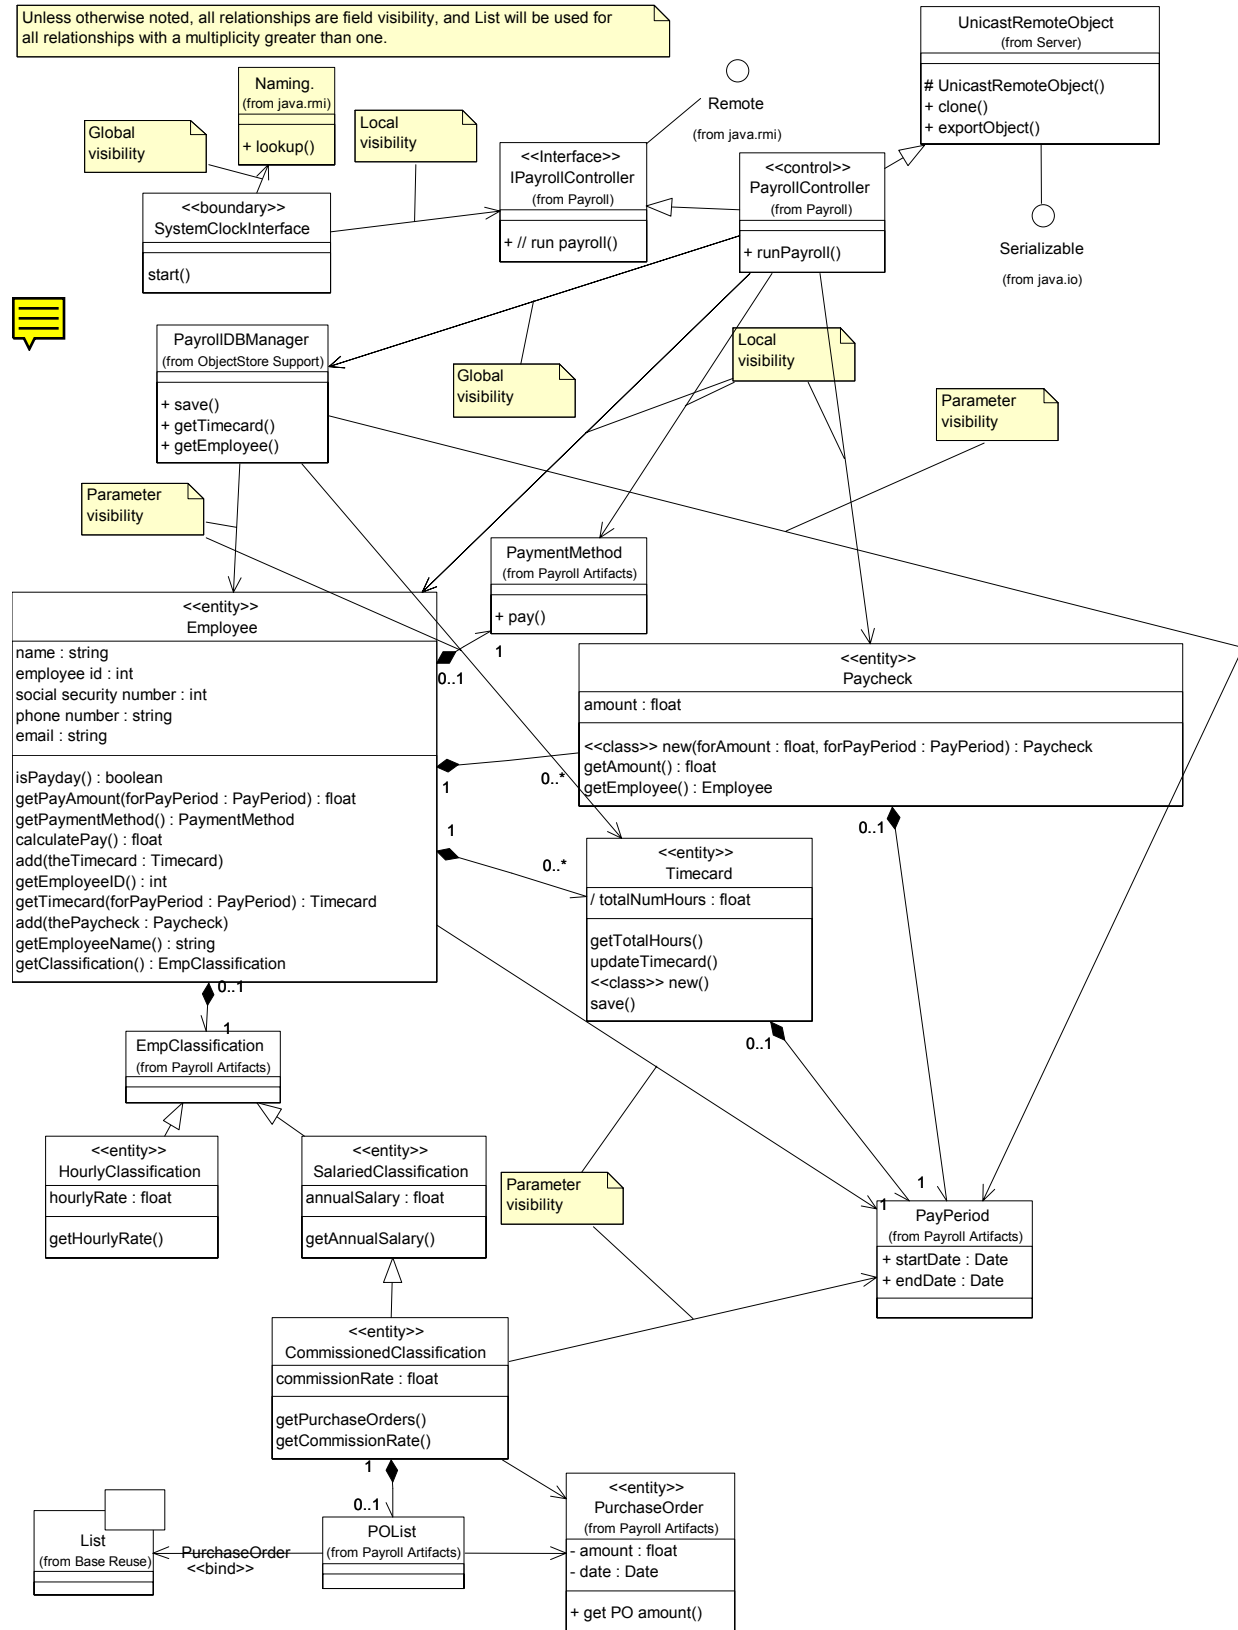 Unless otherwise noted, all relationships are field visibility, and List will be used for
all relationships with a multiplicity greater than one.
UnicastRemoteObject
(from Server)
# UnicastRemoteObject()
+ clone()
+ exportObject()
Naming.
(from java.rmi)
+ lookup()
Remote
(from java.rmi)
Global
visibility
Local
visibility
<<Interface>>
IPayrollController
(from Payroll)
+ // run payroll()
<<control>>
PayrollController
(from Payroll)
+ runPayroll()
<<boundary>>
SystemClockInterface
start()
Serializable
(from java.io)
PayrollDBManager
(from ObjectStore Support)
+ save()
+ getTimecard()
+ getEmployee()
Global
visibility
Local
visibility
Parameter
visibility
Parameter
visibility
PaymentMethod
(from Payroll Artifacts)
+ pay()
<<entity>>
Employee
name : string
employee id : int
social security number : int
phone number : string
email : string
isPayday() : boolean
getPayAmount(forPayPeriod : PayPeriod) : float
getPaymentMethod() : PaymentMethod
calculatePay() : float
add(theTimecard : Timecard)
getEmployeeID() : int
getTimecard(forPayPeriod : PayPeriod) : Timecard
add(thePaycheck : Paycheck)
getEmployeeName() : string
getClassification() : EmpClassification
1
0..1
<<entity>>
Paycheck
amount : float
<<class>> new(forAmount : float, forPayPeriod : PayPeriod) : Paycheck
getAmount() : float
getEmployee() : Employee
1
0..*
0..1
1
0..*
<<entity>>
Timecard
/ totalNumHours : float
getTotalHours()
updateTimecard()
<<class>> new()
save()
0..1
0..1
1
EmpClassification
(from Payroll Artifacts)
<<entity>>
HourlyClassification
hourlyRate : float
getHourlyRate()
<<entity>>
SalariedClassification
annualSalary : float
getAnnualSalary()
Parameter
visibility
1
1
PayPeriod
(from Payroll Artifacts)
+ startDate : Date
+ endDate : Date
<<entity>>
CommissionedClassification
commissionRate : float
getPurchaseOrders()
getCommissionRate()
1
0..1
List
(from Base Reuse)
PurchaseOrder
<<bind>>
POList
(from Payroll Artifacts)
<<entity>>
PurchaseOrder
(from Payroll Artifacts)
- amount : float
- date : Date
+ get PO amount()